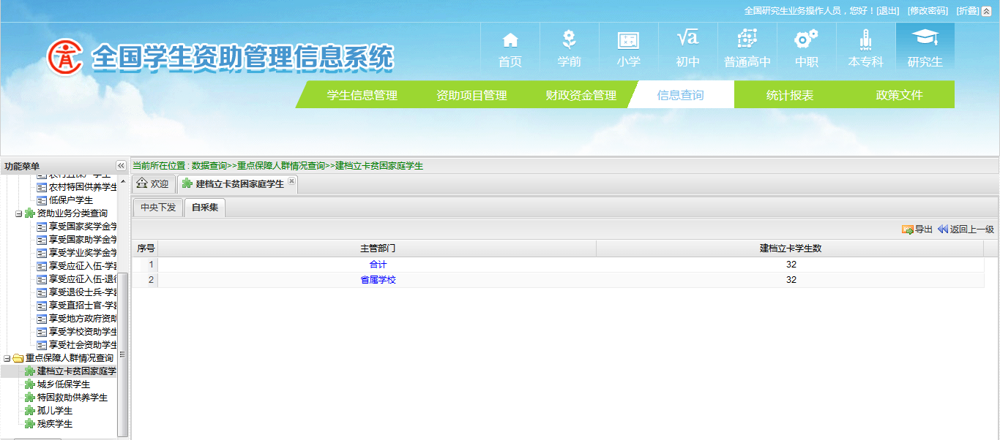 全国研究生业务操作人员，您好！[退出] [修改密码] [折叠]
全国学生资助管理信息系统
首页 学前 小学 初中 普通高中 中职 本专科 研究生
学生信息管理 资助项目管理 财政资金管理 信息查询 统计报表 政策文件
功能菜单
当前所在位置 : 数据查询>>重点保障人群情况查询>>建档立卡贫困家庭学生
欢迎 建档立卡贫困家庭学生
中央下发 自采集
导出 返回上一级
序号 主管部门 建档立卡学生数
1 合计 32
2 省属学校 32
农村特困供养学生
低保户学生
资助业务分类查询
享受国家奖学金学
享受国家助学金学
享受学业奖学金学
享受应征入伍-学费
享受应征入伍-退役
享受退役士兵-学费
享受直招士官-学费
享受地方政府资助
享受学校资助学生
享受社会资助学生
重点保障人群情况查询
建档立卡贫困家庭学
城乡低保学生
特困救助供养学生
孤儿学生
残疾学生